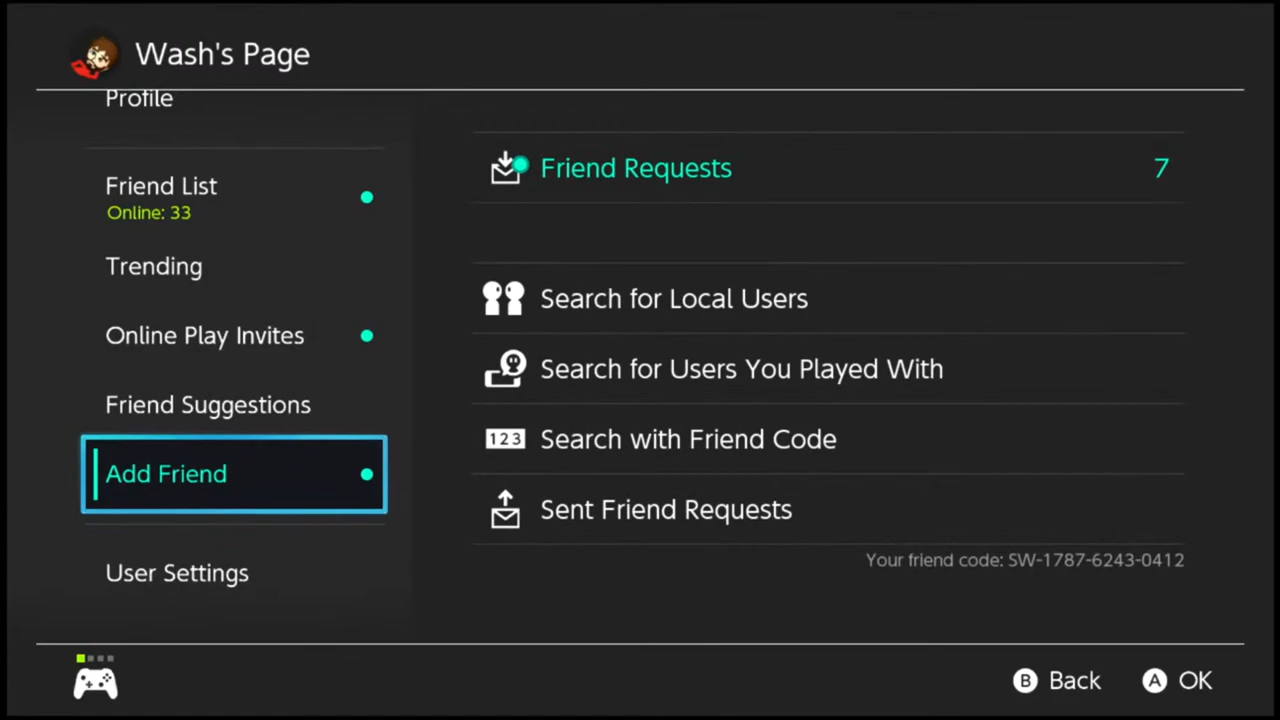 Wash's Page
Profile
Friend List
Online: 33
Trending
Online Play Invites
Friend Suggestions
Add Friend
User Settings
Friend Requests 7
Search for Local Users
Search for Users You Played With
123 Search with Friend Code
Sent Friend Requests
Your friend code: SW-1787-6243-0412
B Back A OK